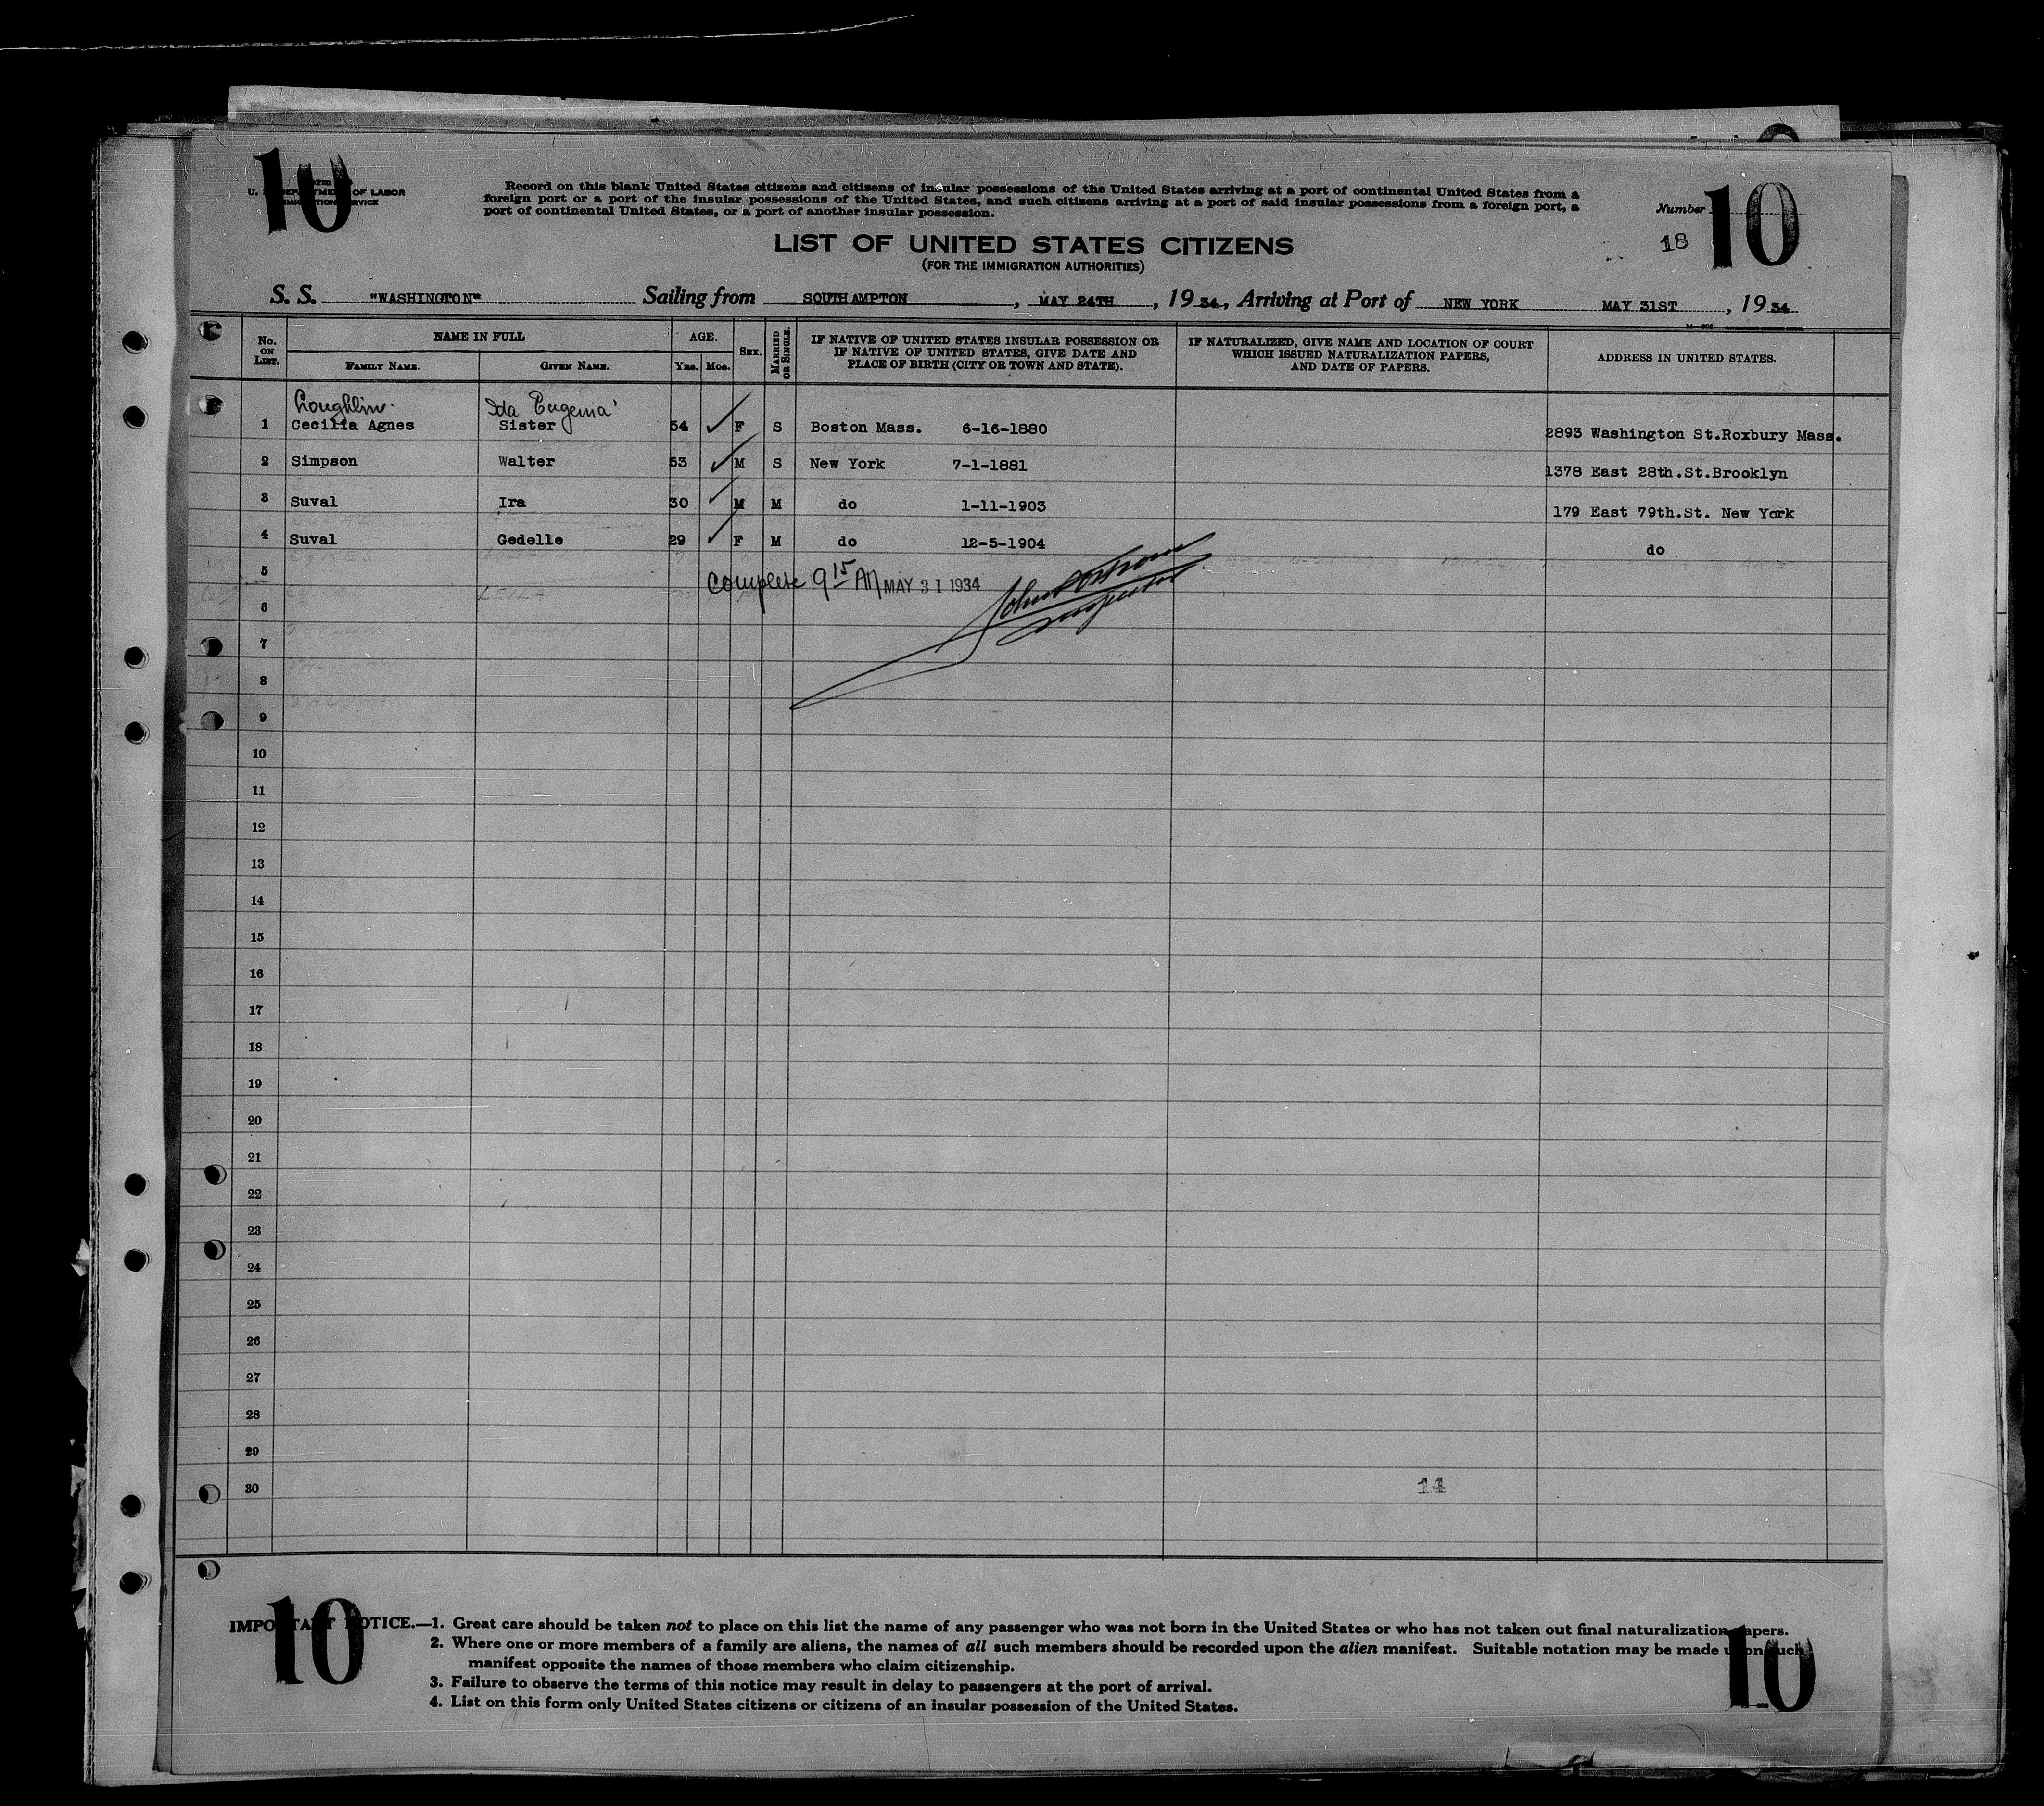 10
10
U. S. DEPARTMENT OF LABOR
IMMIGRATION SERVICE
Record on this blank United States citizens and citizens of insular possessions of the United States arriving at a port of continental United States from a
foreign port or a port of the insular possessions of the United States, and such citizens arriving at a port of said insular possessions from a foreign port, a
port of continental United States, or a port of another insular possession.
Number
18
LIST OF UNITED STATES CITIZENS
(FOR THE IMMIGRATION AUTHORITIES)
S. S. "WASHINGTON" Sailing from SOUTHAMPTON, MAY 24TH, 1934, Arriving at Port of NEW YORK MAY 31ST, 1934
No. ON LIST. NAME IN FULL FAMILY NAME. GIVEN NAME. AGE. YRS. MOS. SEX. MARRIED OR SINGLE. IF NATIVE OF UNITED STATES INSULAR POSSESSION OR IF NATIVE OF UNITED STATES, GIVE DATE AND PLACE OF BIRTH (CITY OR TOWN AND STATE). IF NATURALIZED, GIVE NAME AND LOCATION OF COURT WHICH ISSUED NATURALIZATION PAPERS, AND DATE OF PAPERS. ADDRESS IN UNITED STATES.
Loughlin Ida Eugenia
1 Cecilia Agnes Sister 54 ✓ F S Boston Mass. 6-16-1880 2893 Washington St.Roxbury Mass.
2 Simpson Walter 53 ✓ M S New York 7-1-1881 1378 East 28th.St.Brooklyn
3 Suval Ira 30 ✓ M M do 1-11-1903 179 East 79th.St. New York
4 Suval Gedelle 29 ✓ F M do 12-5-1904 do
5 Complete 9 15 AM MAY 31 1934
Inspector
6
7
8
9
10
11
12
13
14
15
16
17
18
19
20
21
22
23
24
25
26
27
28
29
30 14
IMPORTANT NOTICE.—1. Great care should be taken not to place on this list the name of any passenger who was not born in the United States or who has not taken out final naturalization papers.
2. Where one or more members of a family are aliens, the names of all such members should be recorded upon the alien manifest. Suitable notation may be made upon such
manifest opposite the names of those members who claim citizenship.
3. Failure to observe the terms of this notice may result in delay to passengers at the port of arrival.
4. List on this form only United States citizens or citizens of an insular possession of the United States.
10
10